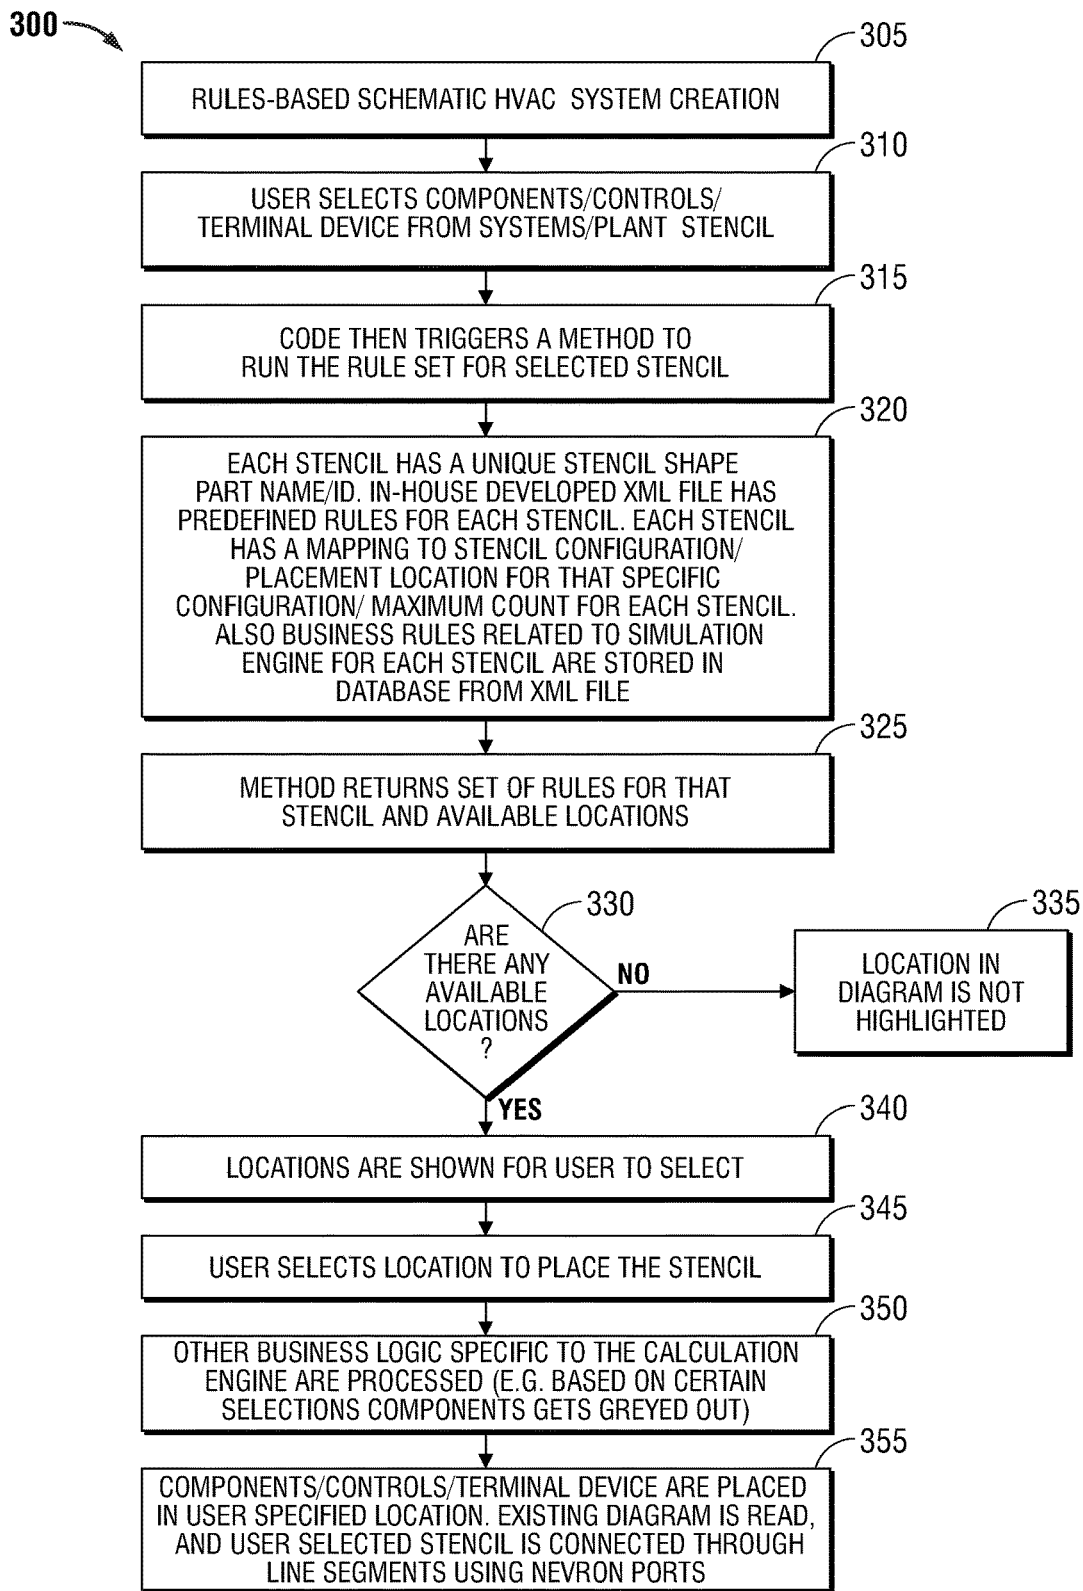 300
305
RULES-BASED SCHEMATIC HVAC SYSTEM CREATION
310
USER SELECTS COMPONENTS/CONTROLS/
TERMINAL DEVICE FROM SYSTEMS/PLANT STENCIL
315
CODE THEN TRIGGERS A METHOD TO
RUN THE RULE SET FOR SELECTED STENCIL
320
EACH STENCIL HAS A UNIQUE STENCIL SHAPE
PART NAME/ID. IN-HOUSE DEVELOPED XML FILE HAS
PREDEFINED RULES FOR EACH STENCIL. EACH STENCIL
HAS A MAPPING TO STENCIL CONFIGURATION/
PLACEMENT LOCATION FOR THAT SPECIFIC
CONFIGURATION/ MAXIMUM COUNT FOR EACH STENCIL.
ALSO BUSINESS RULES RELATED TO SIMULATION
ENGINE FOR EACH STENCIL ARE STORED IN
DATABASE FROM XML FILE
325
METHOD RETURNS SET OF RULES FOR THAT
STENCIL AND AVAILABLE LOCATIONS
330
ARE
THERE ANY
AVAILABLE
LOCATIONS
?
NO
335
LOCATION IN
DIAGRAM IS NOT
HIGHLIGHTED
YES
340
LOCATIONS ARE SHOWN FOR USER TO SELECT
345
USER SELECTS LOCATION TO PLACE THE STENCIL
350
OTHER BUSINESS LOGIC SPECIFIC TO THE CALCULATION
ENGINE ARE PROCESSED (E.G. BASED ON CERTAIN
SELECTIONS COMPONENTS GETS GREYED OUT)
355
COMPONENTS/CONTROLS/TERMINAL DEVICE ARE PLACED
IN USER SPECIFIED LOCATION. EXISTING DIAGRAM IS READ,
AND USER SELECTED STENCIL IS CONNECTED THROUGH
LINE SEGMENTS USING NEVRON PORTS